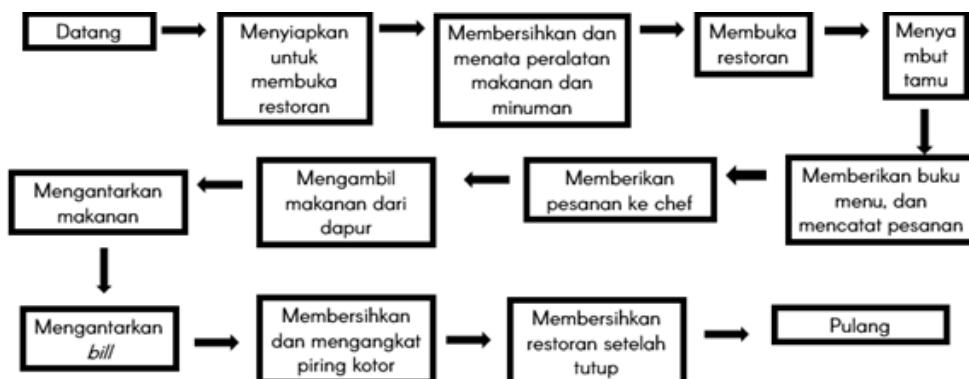 Datang
Menyiapkan
untuk
membuka
restoran
Membersihkan dan
menata peralatan
makanan dan
minuman
Membuka
restoran
Menya
mbut
tamu
Memberikan buku
menu, dan
mencatat pesanan
Memberikan
pesanan ke chef
Mengambil
makanan dari
dapur
Mengantarkan
makanan
Mengantarkan
bill
Membersihkan
dan mengangkat
piring kotor
Membersihkan
restoran setelah
tutup
Pulang